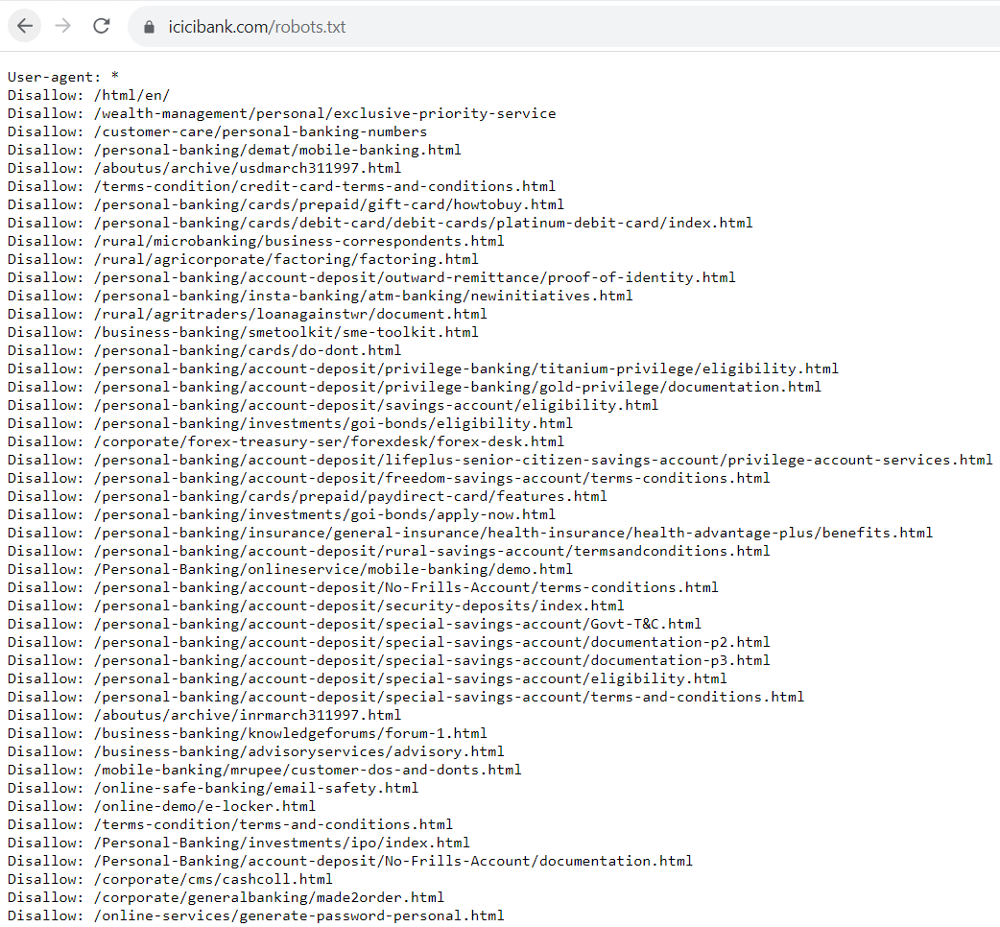 icicibank.com/robots.txt
User-agent: *
Disallow: /html/en/
Disallow: /wealth-management/personal/exclusive-priority-service
Disallow: /customer-care/personal-banking-numbers
Disallow: /personal-banking/demat/mobile-banking.html
Disallow: /aboutus/archive/usdmarch311997.html
Disallow: /terms-condition/credit-card-terms-and-conditions.html
Disallow: /personal-banking/cards/prepaid/gift-card/howtobuy.html
Disallow: /personal-banking/cards/debit-card/debit-cards/platinum-debit-card/index.html
Disallow: /rural/microbanking/business-correspondents.html
Disallow: /rural/agricorporate/factoring/factoring.html
Disallow: /personal-banking/account-deposit/outward-remittance/proof-of-identity.html
Disallow: /personal-banking/insta-banking/atm-banking/newinitiatives.html
Disallow: /rural/agritraders/loanagainstwr/document.html
Disallow: /business-banking/smetoolkit/sme-toolkit.html
Disallow: /personal-banking/cards/do-dont.html
Disallow: /personal-banking/account-deposit/privilege-banking/titanium-privilege/eligibility.html
Disallow: /personal-banking/account-deposit/privilege-banking/gold-privilege/documentation.html
Disallow: /personal-banking/account-deposit/savings-account/eligibility.html
Disallow: /personal-banking/investments/goi-bonds/eligibility.html
Disallow: /corporate/forex-treasury-ser/forexdesk/forex-desk.html
Disallow: /personal-banking/account-deposit/lifeplus-senior-citizen-savings-account/privilege-account-services.html
Disallow: /personal-banking/account-deposit/freedom-savings-account/terms-conditions.html
Disallow: /personal-banking/cards/prepaid/paydirect-card/features.html
Disallow: /personal-banking/investments/goi-bonds/apply-now.html
Disallow: /personal-banking/insurance/general-insurance/health-insurance/health-advantage-plus/benefits.html
Disallow: /personal-banking/account-deposit/rural-savings-account/termsandconditions.html
Disallow: /Personal-Banking/onlineservice/mobile-banking/demo.html
Disallow: /personal-banking/account-deposit/No-Frills-Account/terms-conditions.html
Disallow: /personal-banking/account-deposit/security-deposits/index.html
Disallow: /personal-banking/account-deposit/special-savings-account/Govt-T&C.html
Disallow: /personal-banking/account-deposit/special-savings-account/documentation-p2.html
Disallow: /personal-banking/account-deposit/special-savings-account/documentation-p3.html
Disallow: /personal-banking/account-deposit/special-savings-account/eligibility.html
Disallow: /personal-banking/account-deposit/special-savings-account/terms-and-conditions.html
Disallow: /aboutus/archive/inrmarch311997.html
Disallow: /business-banking/knowledgeforums/forum-1.html
Disallow: /business-banking/advisoryservices/advisory.html
Disallow: /mobile-banking/mrupee/customer-dos-and-donts.html
Disallow: /online-safe-banking/email-safety.html
Disallow: /online-demo/e-locker.html
Disallow: /terms-condition/terms-and-conditions.html
Disallow: /Personal-Banking/investments/ipo/index.html
Disallow: /Personal-Banking/account-deposit/No-Frills-Account/documentation.html
Disallow: /corporate/cms/cashcoll.html
Disallow: /corporate/generalbanking/made2order.html
Disallow: /online-services/generate-password-personal.html